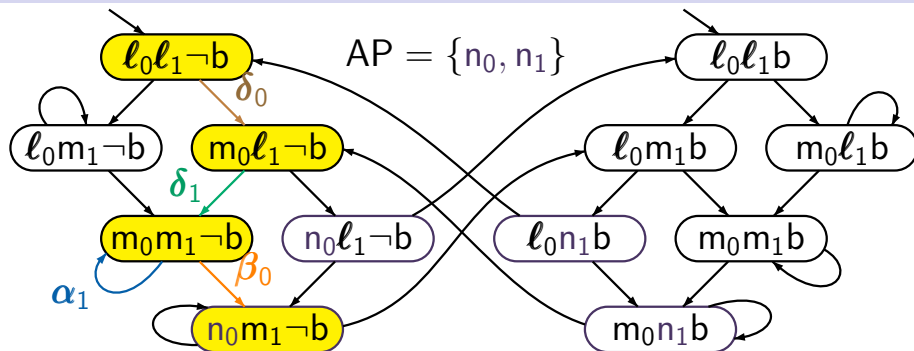 ℓ₀ℓ₁¬b
AP = {n₀, n₁}
ℓ₀ℓ₁b
δ₀
ℓ₀m₁¬b
m₀ℓ₁¬b
ℓ₀m₁b
m₀ℓ₁b
δ₁
m₀m₁¬b
n₀ℓ₁¬b
ℓ₀n₁b
m₀m₁b
α₁
β₀
n₀m₁¬b
m₀n₁b